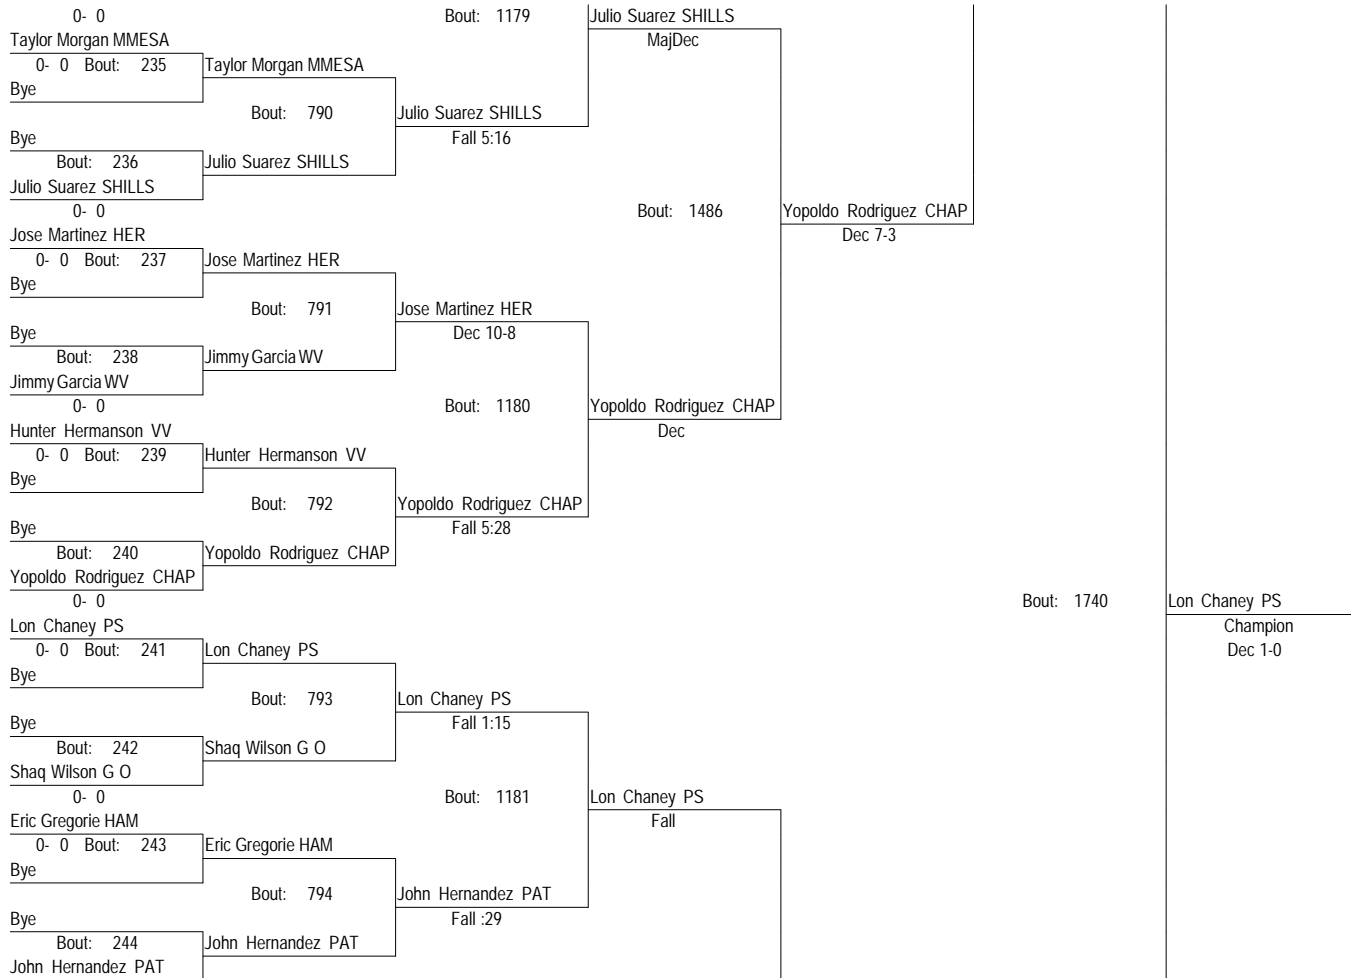 0- 0 Bout: 1179 Julio Suarez SHILLS
Taylor Morgan MMESA MajDec
0- 0 Bout: 235 Taylor Morgan MMESA
Bye
Bout: 790 Julio Suarez SHILLS
Bye Fall 5:16
Bout: 236 Julio Suarez SHILLS
Julio Suarez SHILLS
0- 0 Bout: 1486 Yopoldo Rodriguez CHAP
Jose Martinez HER Dec 7-3
0- 0 Bout: 237 Jose Martinez HER
Bye
Bout: 791 Jose Martinez HER
Bye Dec 10-8
Bout: 238 Jimmy Garcia WV
Jimmy Garcia WV
0- 0 Bout: 1180 Yopoldo Rodriguez CHAP
Hunter Hermanson VV Dec
0- 0 Bout: 239 Hunter Hermanson VV
Bye
Bout: 792 Yopoldo Rodriguez CHAP
Bye Fall 5:28
Bout: 240 Yopoldo Rodriguez CHAP
Yopoldo Rodriguez CHAP
0- 0 Bout: 1740 Lon Chaney PS
Lon Chaney PS Champion
0- 0 Bout: 241 Lon Chaney PS Dec 1-0
Bye
Bout: 793 Lon Chaney PS
Bye Fall 1:15
Bout: 242 Shaq Wilson G O
Shaq Wilson G O
0- 0 Bout: 1181 Lon Chaney PS
Eric Gregorie HAM Fall
0- 0 Bout: 243 Eric Gregorie HAM
Bye
Bout: 794 John Hernandez PAT
Bye Fall :29
Bout: 244 John Hernandez PAT
John Hernandez PAT